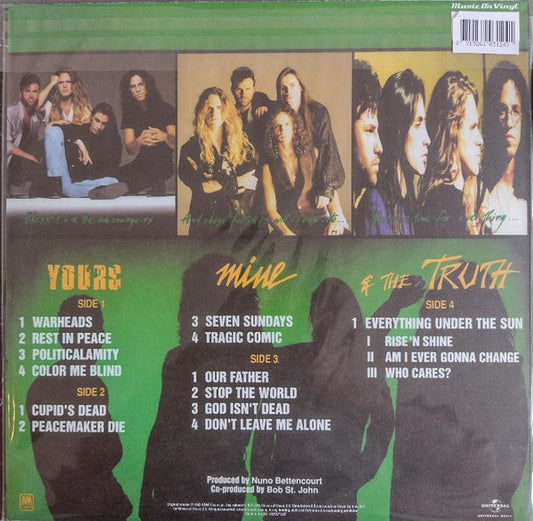 Music On Vinyl
YOURS
SIDE 1
1 WARHEADS
2 REST IN PEACE
3 POLITICALAMITY
4 COLOR ME BLIND
SIDE 2
1 CUPID'S DEAD
2 PEACEMAKER DIE
mine
3 SEVEN SUNDAYS
4 TRAGIC COMIC
SIDE 3
1 OUR FATHER
2 STOP THE WORLD
3 GOD ISN'T DEAD
4 DON'T LEAVE ME ALONE
& THE TRUTH
SIDE 4
1 EVERYTHING UNDER THE SUN
I RISE'N SHINE
II AM I EVER GONNA CHANGE
III WHO CARES?
Produced by Nuno Bettencourt
Co-produced by Bob St. John
A&M
UNIVERSAL